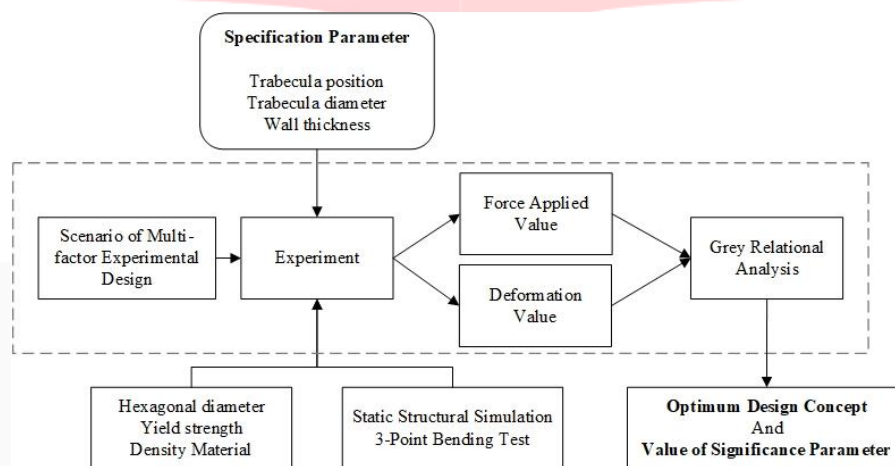 Specification Parameter
Trabecula position
Trabecula diameter
Wall thickness
Scenario of Multi-
factor Experimental
Design
Experiment
Force Applied
Value
Deformation
Value
Grey Relational
Analysis
Hexagonal diameter
Yield strength
Density Material
Static Structural Simulation
3-Point Bending Test
Optimum Design Concept
And
Value of Significance Parameter